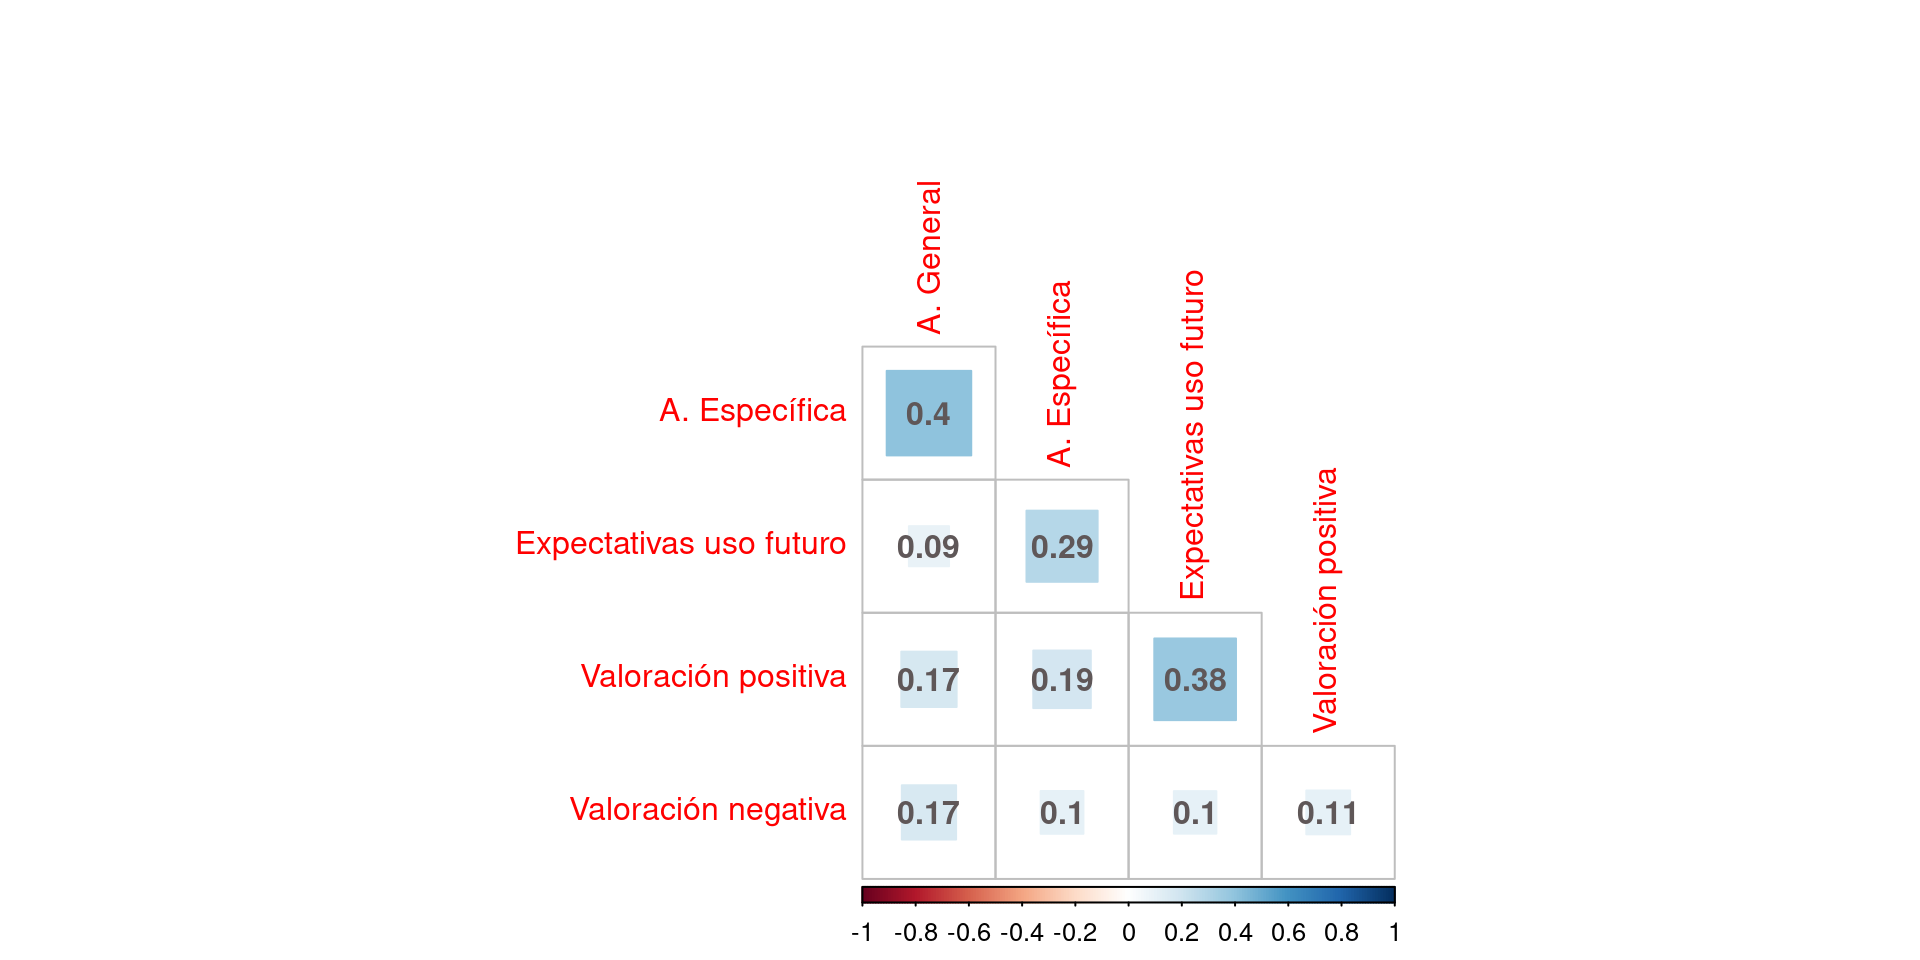 A. General
A. Específica
Expectativas uso futuro
Valoración positiva
A. Específica
0.4
Expectativas uso futuro
0.09 0.29
Valoración positiva
0.17 0.19 0.38
Valoración negativa
0.17 0.1 0.1 0.11
-1 -0.8 -0.6 -0.4 -0.2 0 0.2 0.4 0.6 0.8 1